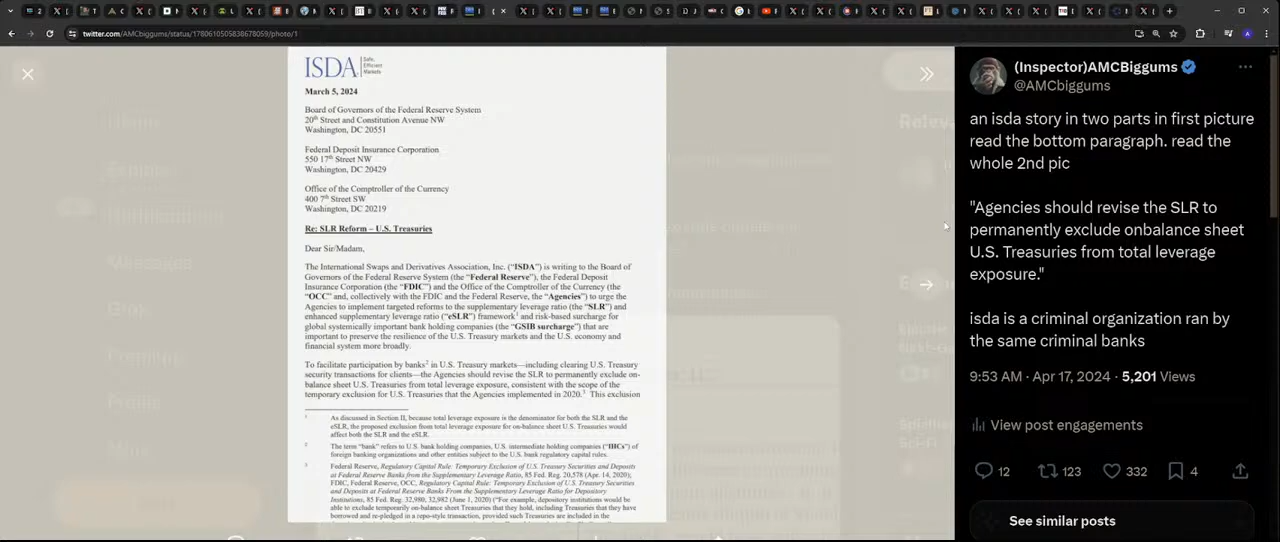 twitter.com/AMCbiggums/status/1780610505838678059/photo/1
ISDA
Safe,
Efficient
Markets
March 5, 2024
Board of Governors of the Federal Reserve System
20th Street and Constitution Avenue NW
Washington, DC 20551
Federal Deposit Insurance Corporation
550 17th Street NW
Washington, DC 20429
Office of the Comptroller of the Currency
400 7th Street SW
Washington, DC 20219
Re: SLR Reform – U.S. Treasuries
Dear Sir/Madam,
The International Swaps and Derivatives Association, Inc. ("ISDA") is writing to the Board of
Governors of the Federal Reserve System (the "Federal Reserve"), the Federal Deposit
Insurance Corporation (the "FDIC") and the Office of the Comptroller of the Currency (the
"OCC" and, collectively with the FDIC and the Federal Reserve, the "Agencies") to urge the
Agencies to implement targeted reforms to the supplementary leverage ratio (the "SLR") and
enhanced supplementary leverage ratio ("eSLR") framework1 and risk-based surcharge for
global systemically important bank holding companies (the "GSIB surcharge") that are
important to preserve the resilience of the U.S. Treasury markets and the U.S. economy and
financial system more broadly.
To facilitate participation by banks2 in U.S. Treasury markets—including clearing U.S. Treasury
security transactions for clients—the Agencies should revise the SLR to permanently exclude on-
balance sheet U.S. Treasuries from total leverage exposure, consistent with the scope of the
temporary exclusion for U.S. Treasuries that the Agencies implemented in 2020.3 This exclusion
1 As discussed in Section II, because total leverage exposure is the denominator for both the SLR and the
eSLR, the proposed exclusion from total leverage exposure for on-balance sheet U.S. Treasuries would
affect both the SLR and the eSLR.
2 The term "bank" refers to U.S. bank holding companies, U.S. intermediate holding companies ("IHCs") of
foreign banking organizations and other entities subject to the U.S. bank regulatory capital rules.
3 Federal Reserve, Regulatory Capital Rule: Temporary Exclusion of U.S. Treasury Securities and Deposits
at Federal Reserve Banks from the Supplementary Leverage Ratio, 85 Fed. Reg. 20,578 (Apr. 14, 2020);
FDIC, Federal Reserve, OCC, Regulatory Capital Rule: Temporary Exclusion of U.S. Treasury
Securities and Deposits at Federal Reserve Banks From the Supplementary Leverage Ratio for Depository
Institutions, 85 Fed. Reg. 32,980, 32,982 (June 1, 2020) ("For example, depository institutions would be
able to exclude temporarily on-balance sheet Treasuries that they hold, including Treasuries that they have
borrowed and re-pledged in a repo-style transaction, provided such Treasuries are included in the
(Inspector)AMCBiggums
@AMCbiggums
an isda story in two parts in first picture
read the bottom paragraph. read the
whole 2nd pic
"Agencies should revise the SLR to
permanently exclude onbalance sheet
U.S. Treasuries from total leverage
exposure."
isda is a criminal organization ran by
the same criminal banks
9:53 AM · Apr 17, 2024 · 5,201 Views
View post engagements
12
123
332
4
See similar posts